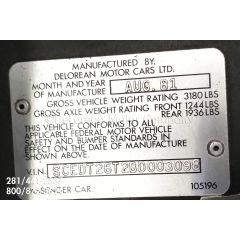 MANUFACTURED BY.
DELOREAN MOTOR CARS LTD.
MONTH AND YEAR OF MANUFACTURE AUG. 81
GROSS VEHICLE WEIGHT RATING 3180 LBS
GROSS AXLE WEIGHT RATING FRONT 1244 LBS
REAR 1936 LBS
THIS VEHICLE CONFORMS TO ALL
APPLICABLE FEDERAL MOTOR VEHICLE
SAFETY AND BUMPER STANDARDS IN
EFFECT ON THE DATE OF MANUFACTURE
SHOWN ABOVE.
V.I.N.
PASSENGER CAR.
105196